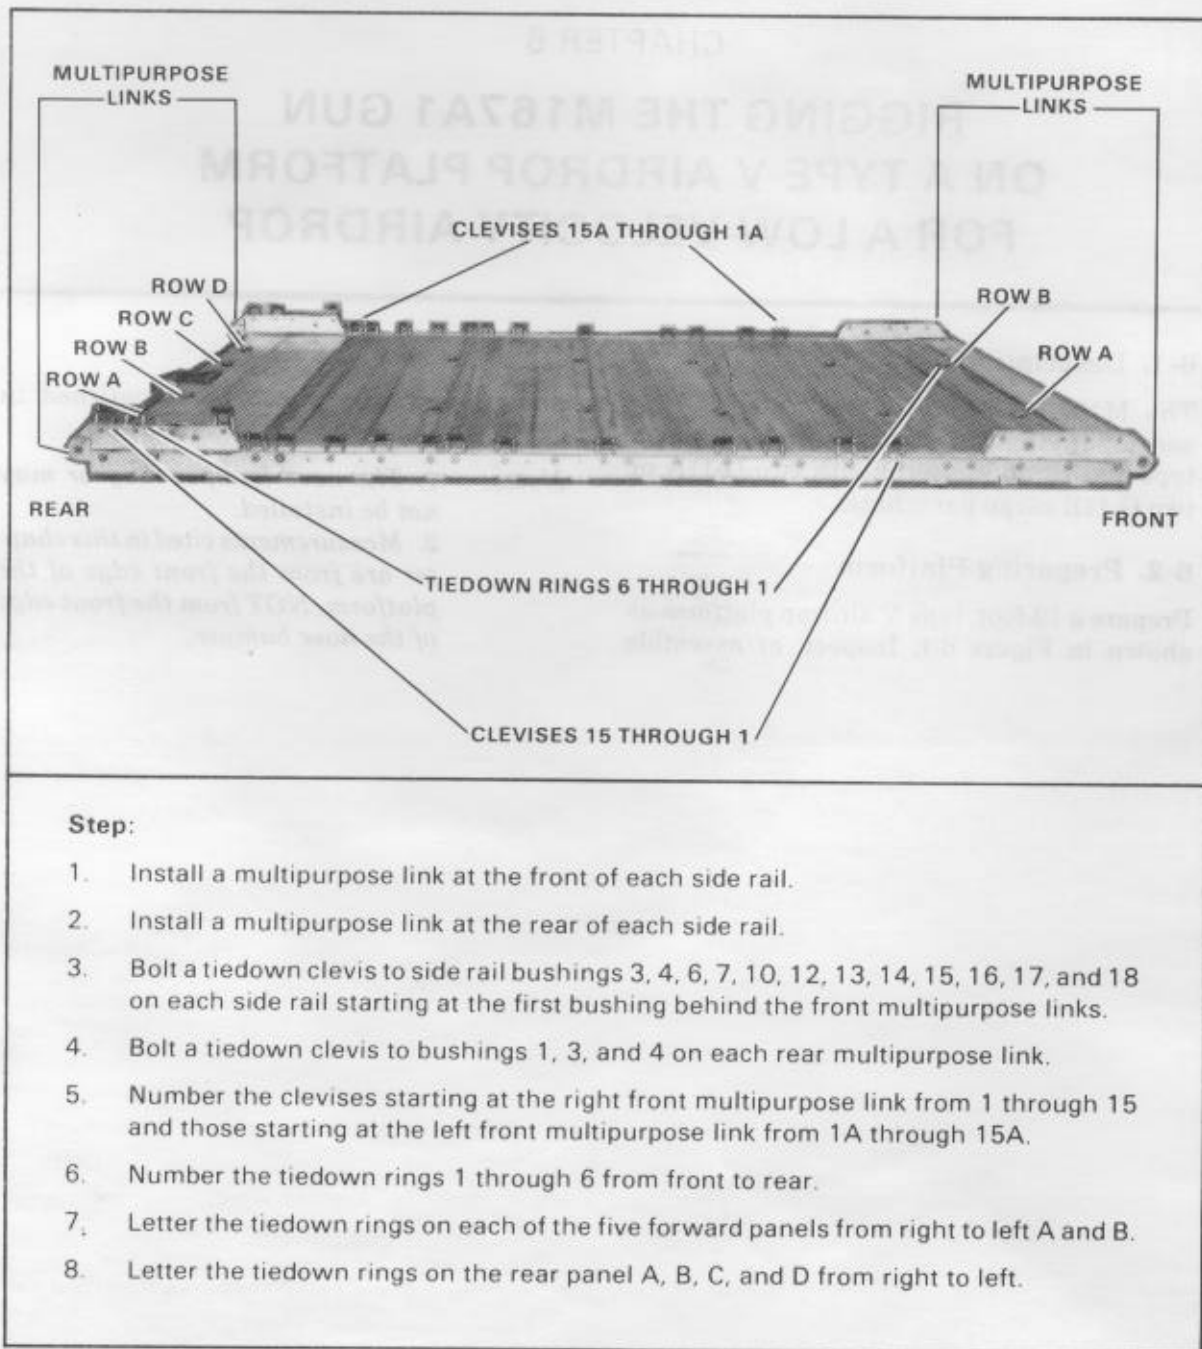 MULTIPURPOSE
LINKS
MULTIPURPOSE
LINKS
CLEVISES 15A THROUGH 1A
ROW D
ROW C
ROW B
ROW A
ROW B
ROW A
REAR
FRONT
TIEDOWN RINGS 6 THROUGH 1
CLEVISES 15 THROUGH 1
Step:
1. Install a multipurpose link at the front of each side rail.
2. Install a multipurpose link at the rear of each side rail.
3. Bolt a tiedown clevis to side rail bushings 3, 4, 6, 7, 10, 12, 13, 14, 15, 16, 17, and 18
on each side rail starting at the first bushing behind the front multipurpose links.
4. Bolt a tiedown clevis to bushings 1, 3, and 4 on each rear multipurpose link.
5. Number the clevises starting at the right front multipurpose link from 1 through 15
and those starting at the left front multipurpose link from 1A through 15A.
6. Number the tiedown rings 1 through 6 from front to rear.
7. Letter the tiedown rings on each of the five forward panels from right to left A and B.
8. Letter the tiedown rings on the rear panel A, B, C, and D from right to left.